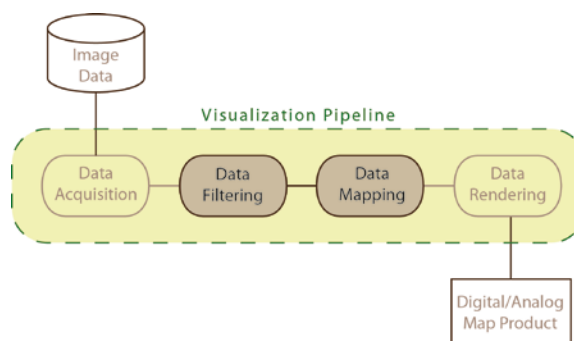 Image
Data
Visualization Pipeline
Data
Acquisition
Data
Filtering
Data
Mapping
Data
Rendering
Digital/Analog
Map Product